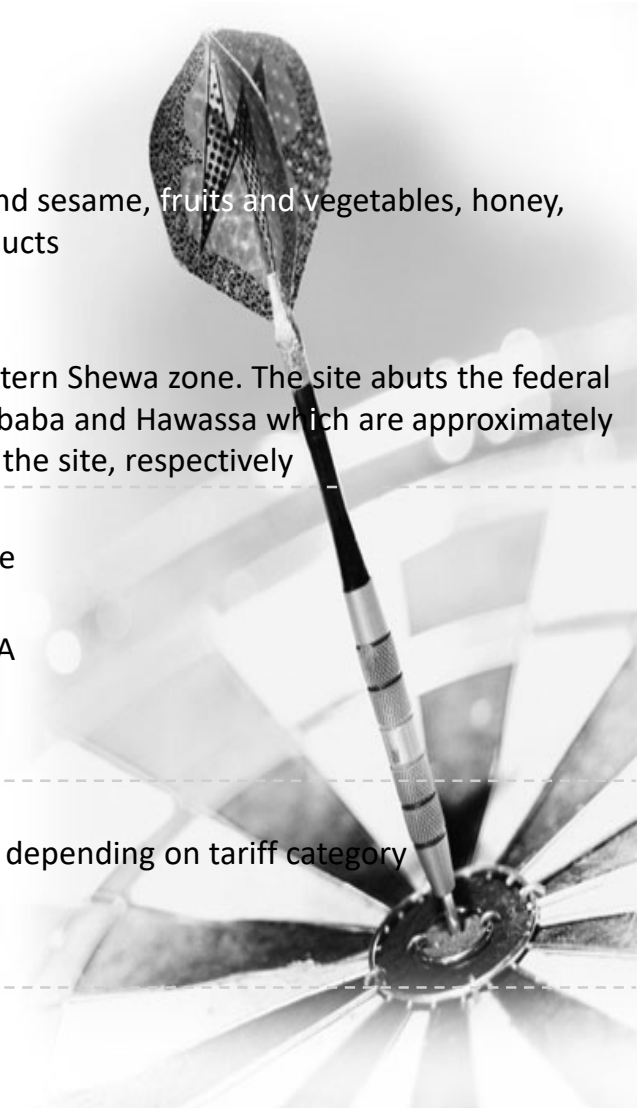 nd sesame, fruits and vegetables, honey,
ucts
tern Shewa zone. The site abuts the federal
baba and Hawassa which are approximately
the site, respectively
e
A
depending on tariff category